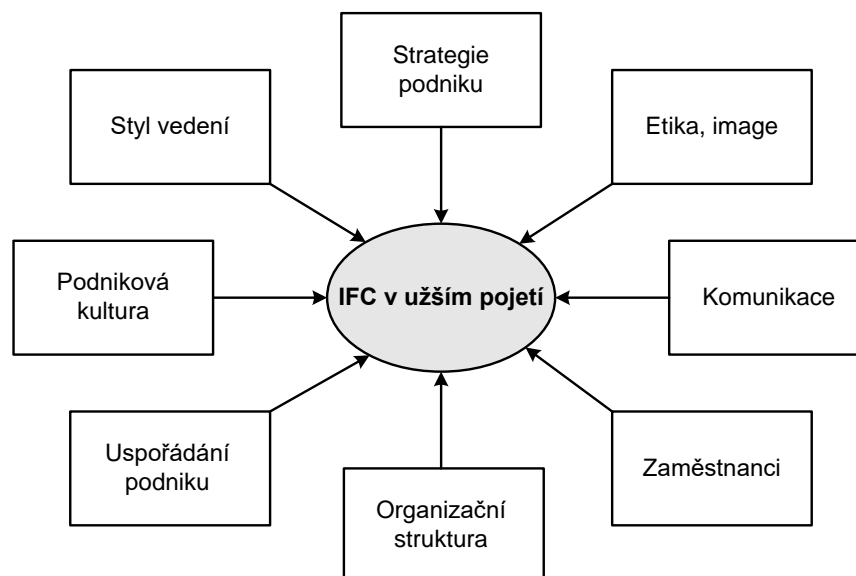 Strategie
podniku
Styl vedení
Etika, image
Podniková
kultura
IFC v užším pojetí
Komunikace
Uspořádání
podniku
Zaměstnanci
Organizační
struktura